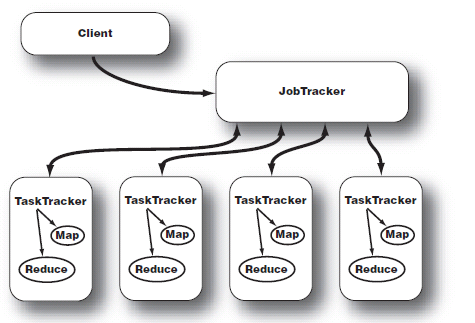 Client
JobTracker
TaskTracker
Map
Reduce
TaskTracker
Map
Reduce
TaskTracker
Map
Reduce
TaskTracker
Map
Reduce